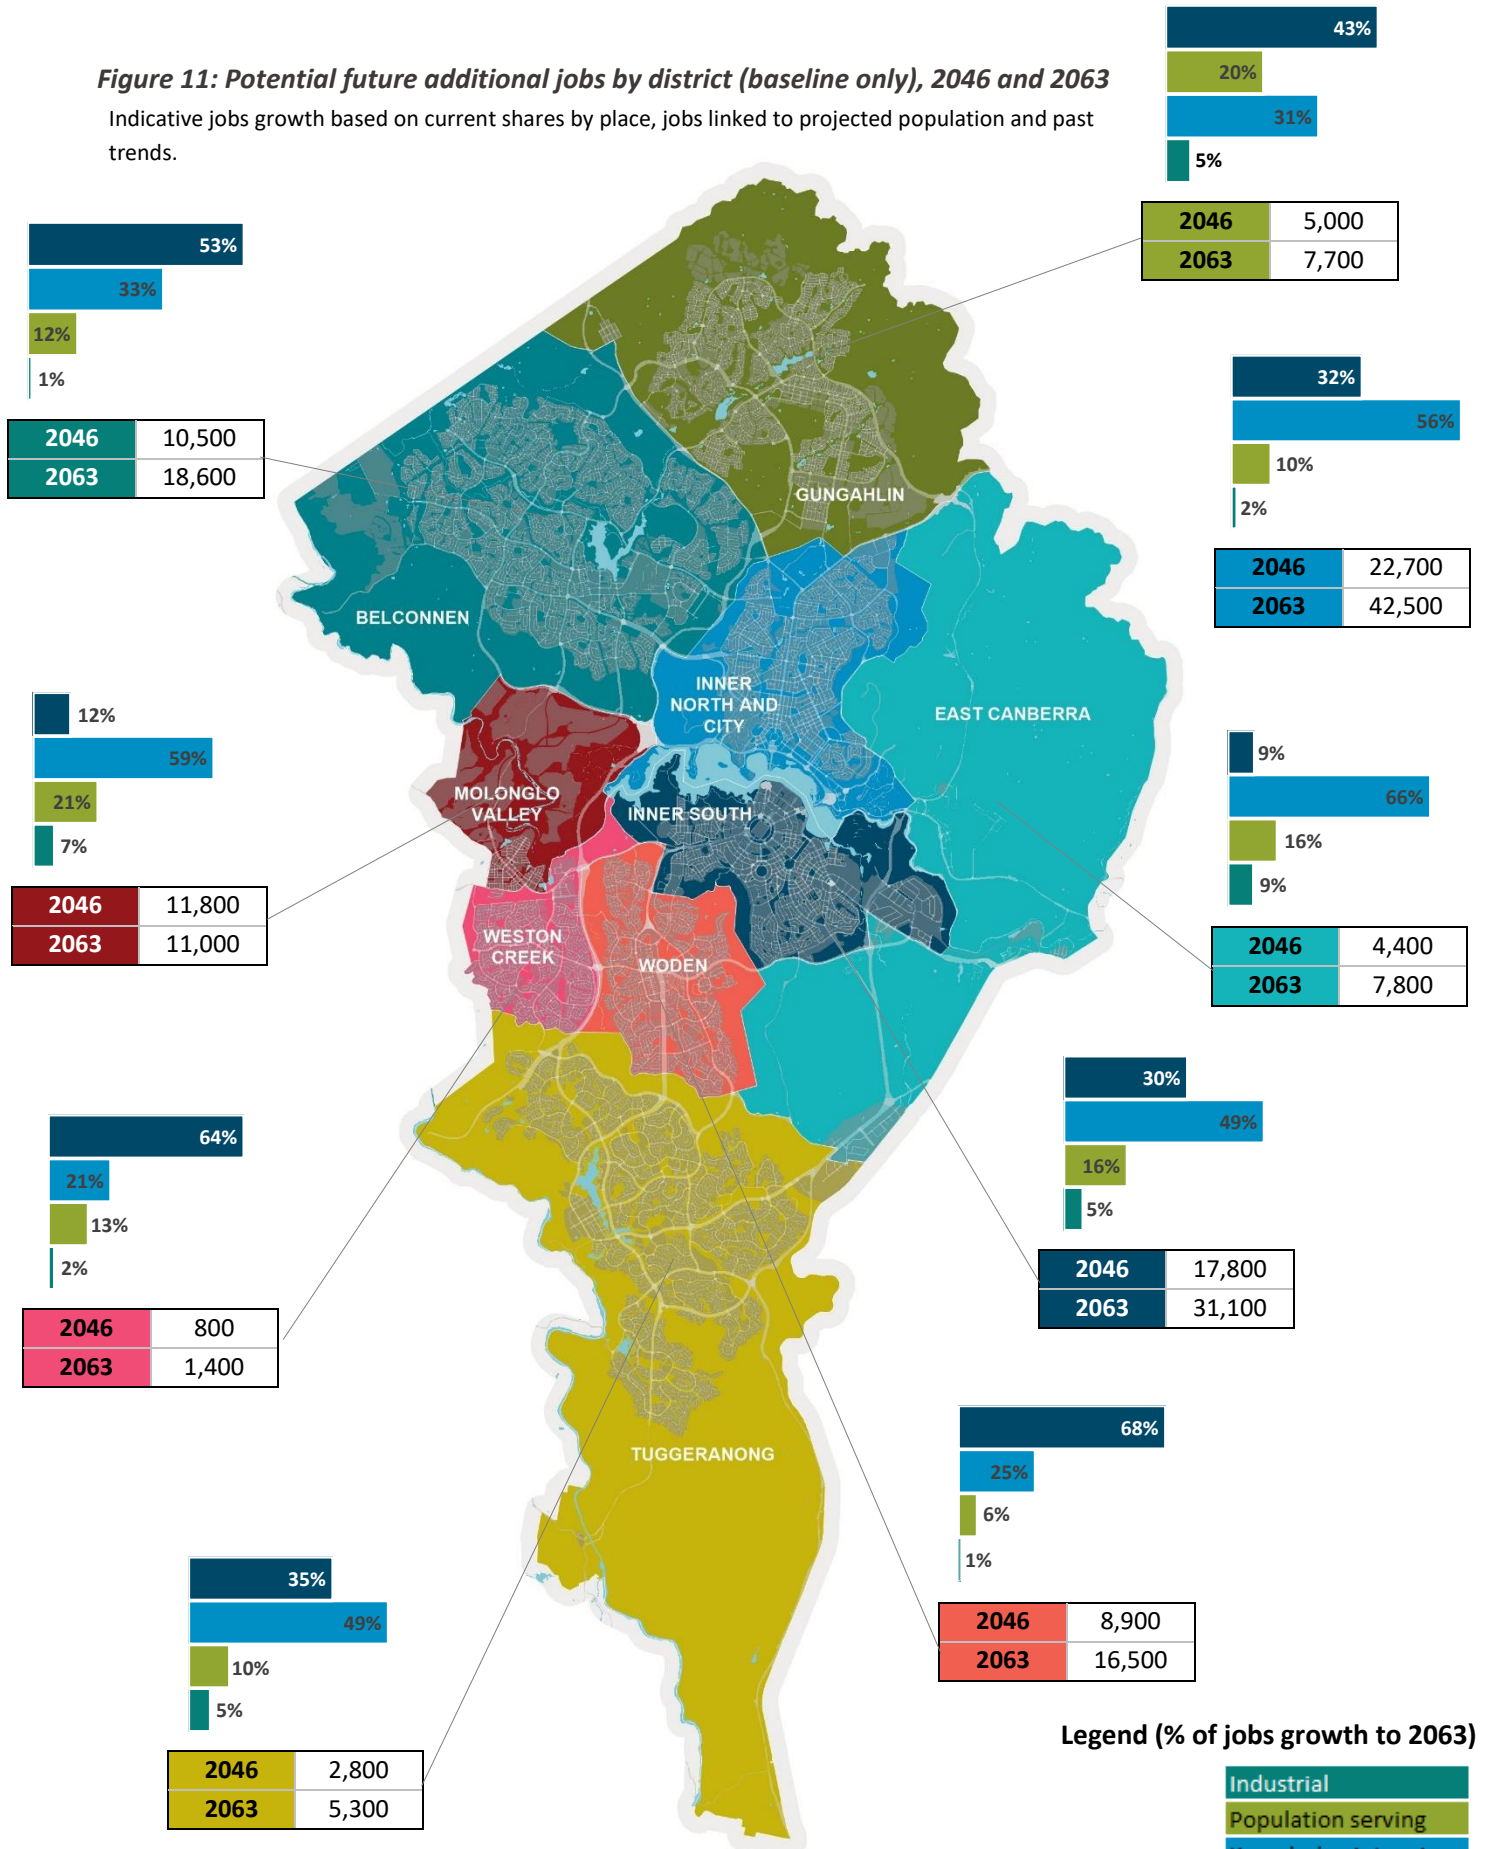 Figure 11: Potential future additional jobs by district (baseline only), 2046 and 2063
Indicative jobs growth based on current shares by place, jobs linked to projected population and past
trends.
43%
20%
31%
5%
2046 5,000
2063 7,700
53%
33%
12%
1%
2046 10,500
2063 18,600
32%
56%
10%
2%
2046 22,700
2063 42,500
GUNGAHLIN
BELCONNEN
INNER
NORTH AND
CITY
EAST CANBERRA
MOLONGLO
VALLEY
INNER SOUTH
WESTON
CREEK
WODEN
TUGGERANONG
12%
59%
21%
7%
2046 11,800
2063 11,000
9%
66%
16%
9%
2046 4,400
2063 7,800
64%
21%
13%
2%
2046 800
2063 1,400
30%
49%
16%
5%
2046 17,800
2063 31,100
68%
25%
6%
1%
2046 8,900
2063 16,500
35%
49%
10%
5%
2046 2,800
2063 5,300
Legend (% of jobs growth to 2063)
Industrial
Population serving